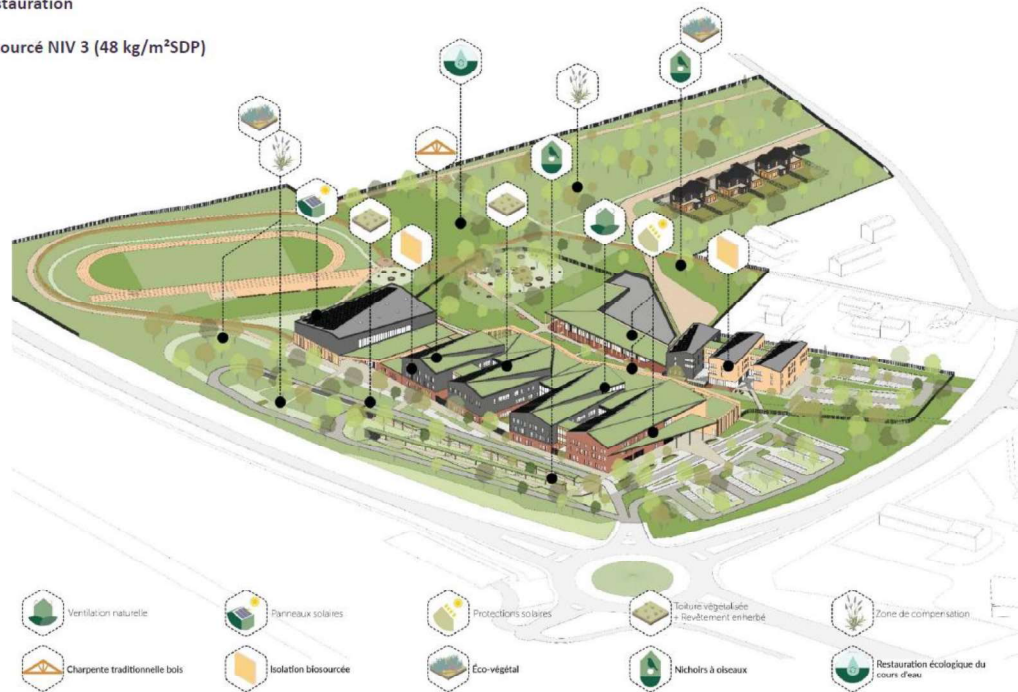 stauration
ourcé NIV 3 (48 kg/m²SDP)
Ventilation naturelle
Panneaux solaires
Protections solaires
Toiture végétalisée
+ Revêtement enherbé
Zone de compensation
Charpente traditionnelle bois
Isolation biosourcée
Éco-végétal
Nichoirs à oiseaux
Restauration écologique du
cours d'eau